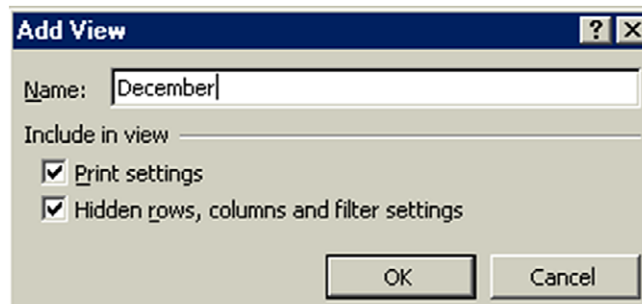 Add View ? X
Name: December
Include in view
Print settings
Hidden rows, columns and filter settings
OK Cancel